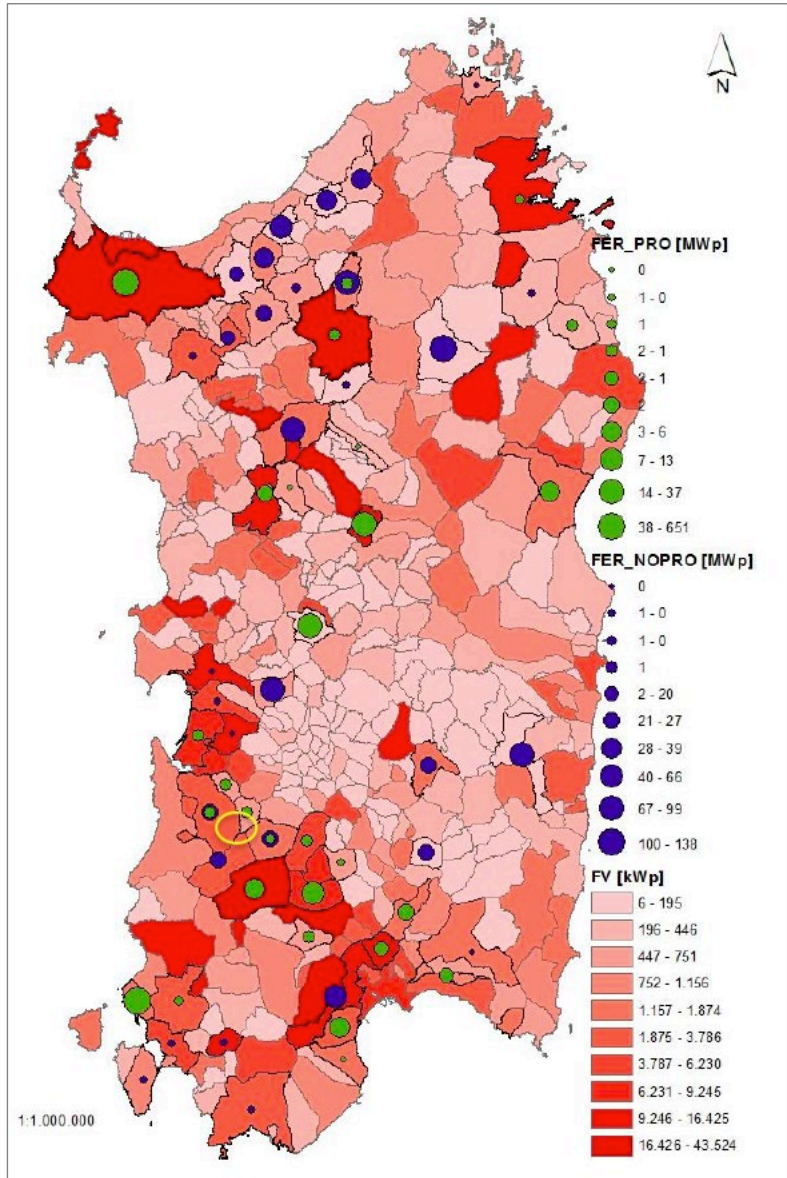 N
FER_PRO [MWp]
0
1 - 0
1
2 - 1
2 - 1
2
3 - 6
7 - 13
14 - 37
38 - 651
FER_NOPRO [MWp]
0
1 - 0
1 - 0
1
2 - 20
21 - 27
28 - 39
40 - 66
67 - 99
100 - 138
FV [kWp]
6 - 195
196 - 446
447 - 751
752 - 1.156
1.157 - 1.874
1.875 - 3.786
3.787 - 6.230
6.231 - 9.245
9.246 - 16.425
16.426 - 43.524
1:1.000.000